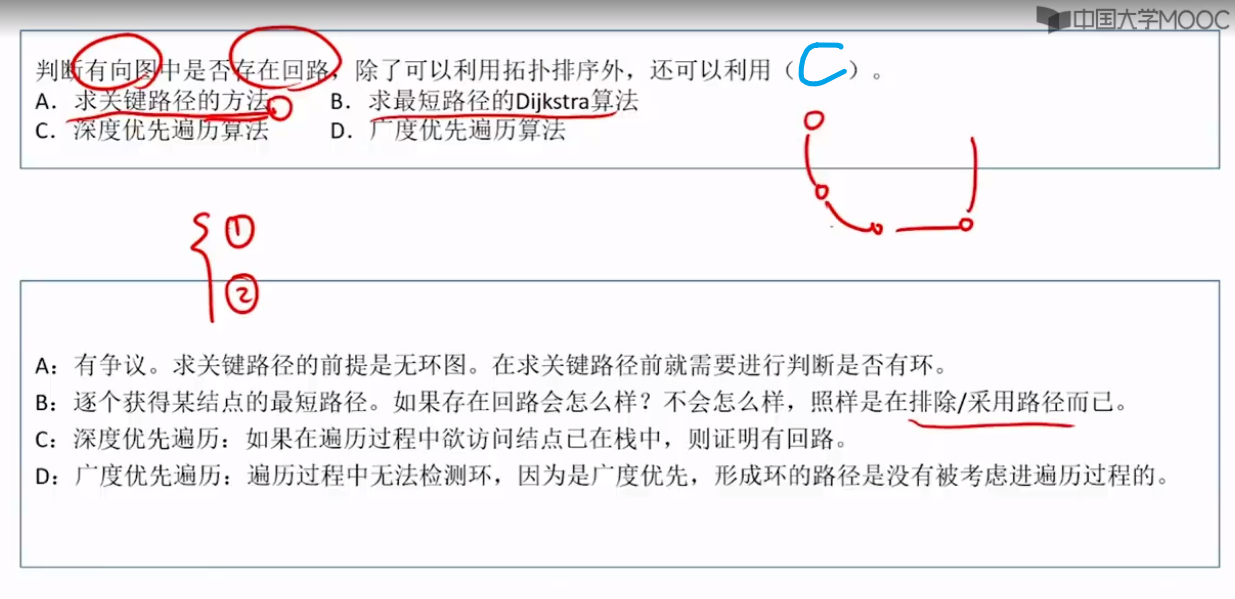 中国大学MOOC
判断有向图中是否存在回路，除了可以利用拓扑排序外，还可以利用（ C ）。
A．求关键路径的方法 B．求最短路径的Dijkstra算法
C．深度优先遍历算法 D．广度优先遍历算法
①
②
A：有争议。求关键路径的前提是无环图。在求关键路径前就需要进行判断是否有环。
B：逐个获得某结点的最短路径。如果存在回路会怎么样？不会怎么样，照样是在排除/采用路径而已。
C：深度优先遍历：如果在遍历过程中欲访问结点已在栈中，则证明有回路。
D：广度优先遍历：遍历过程中无法检测环，因为是广度优先，形成环的路径是没有被考虑进遍历过程的。